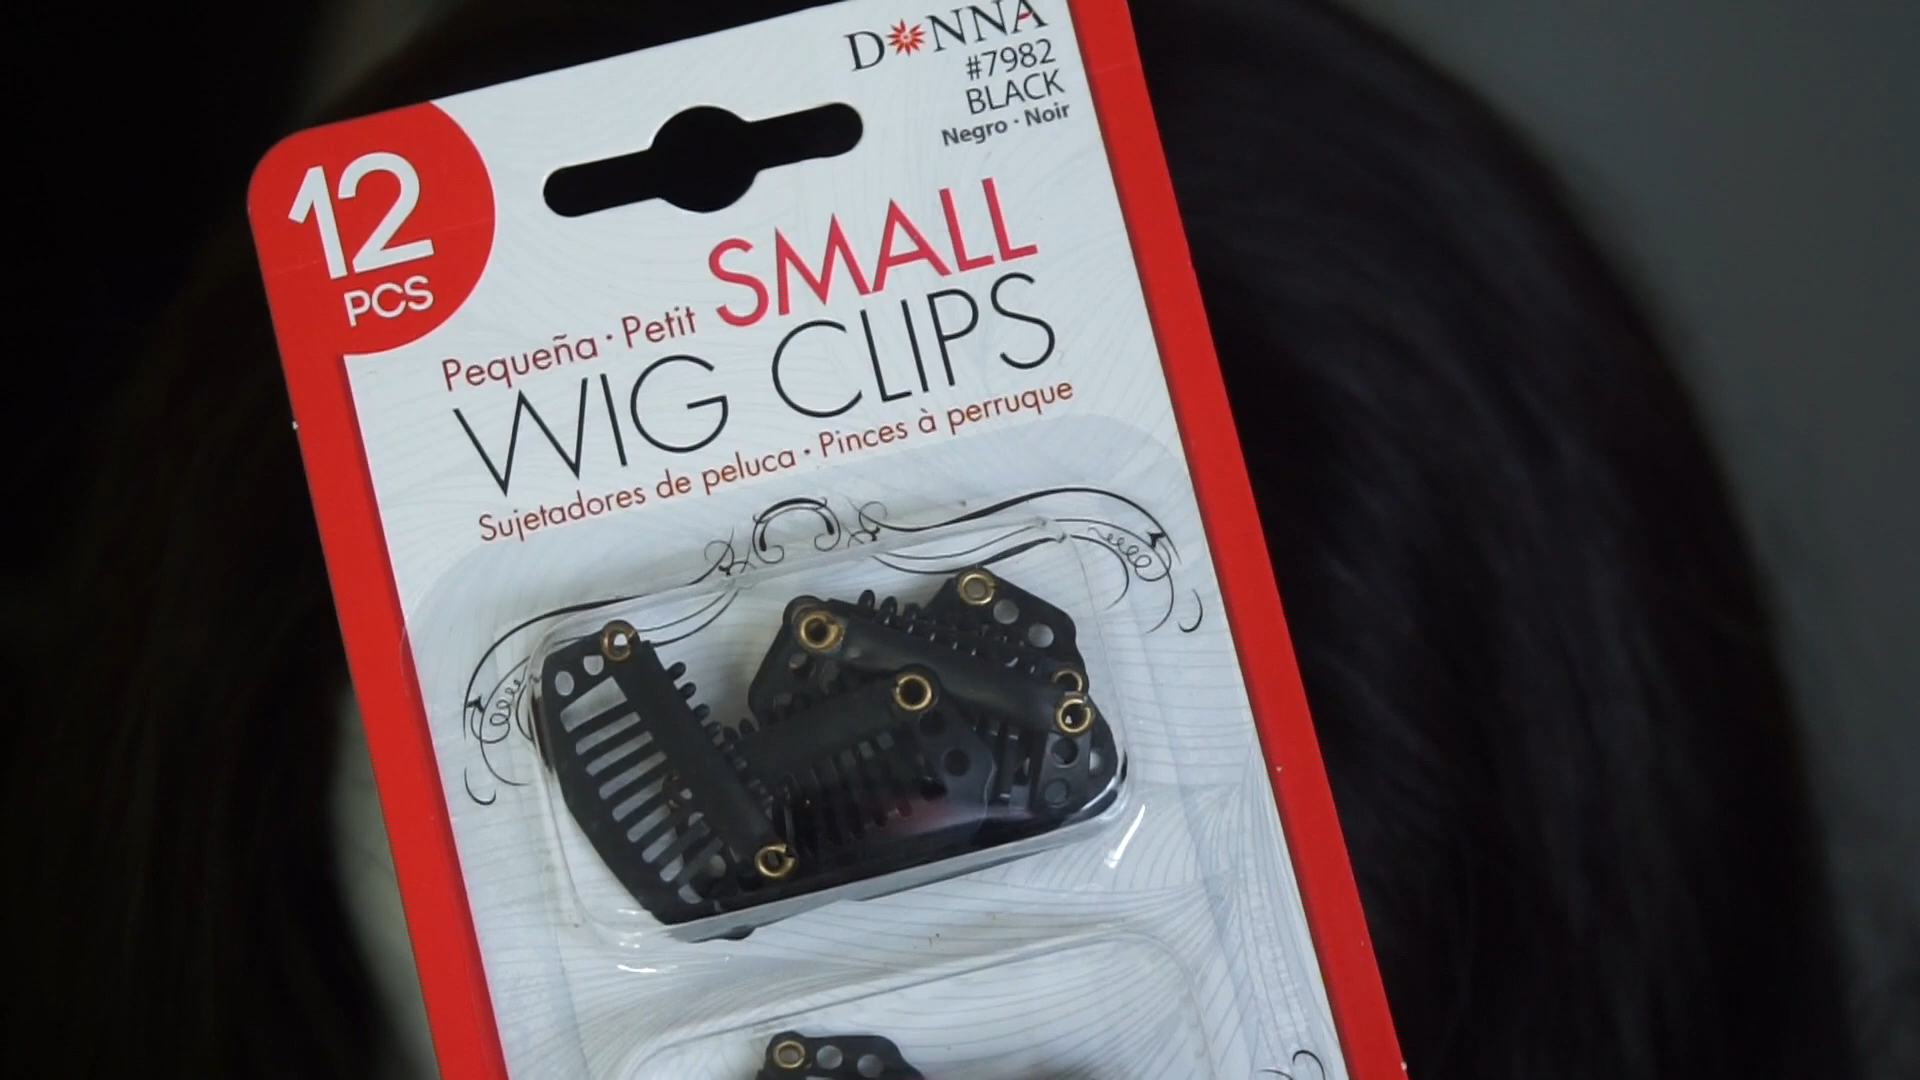 DONNA
#7982
BLACK
Negro · Noir
12
PCS
Pequeña · Petit SMALL
WIG CLIPS
Sujetadores de peluca · Pinces à perruque